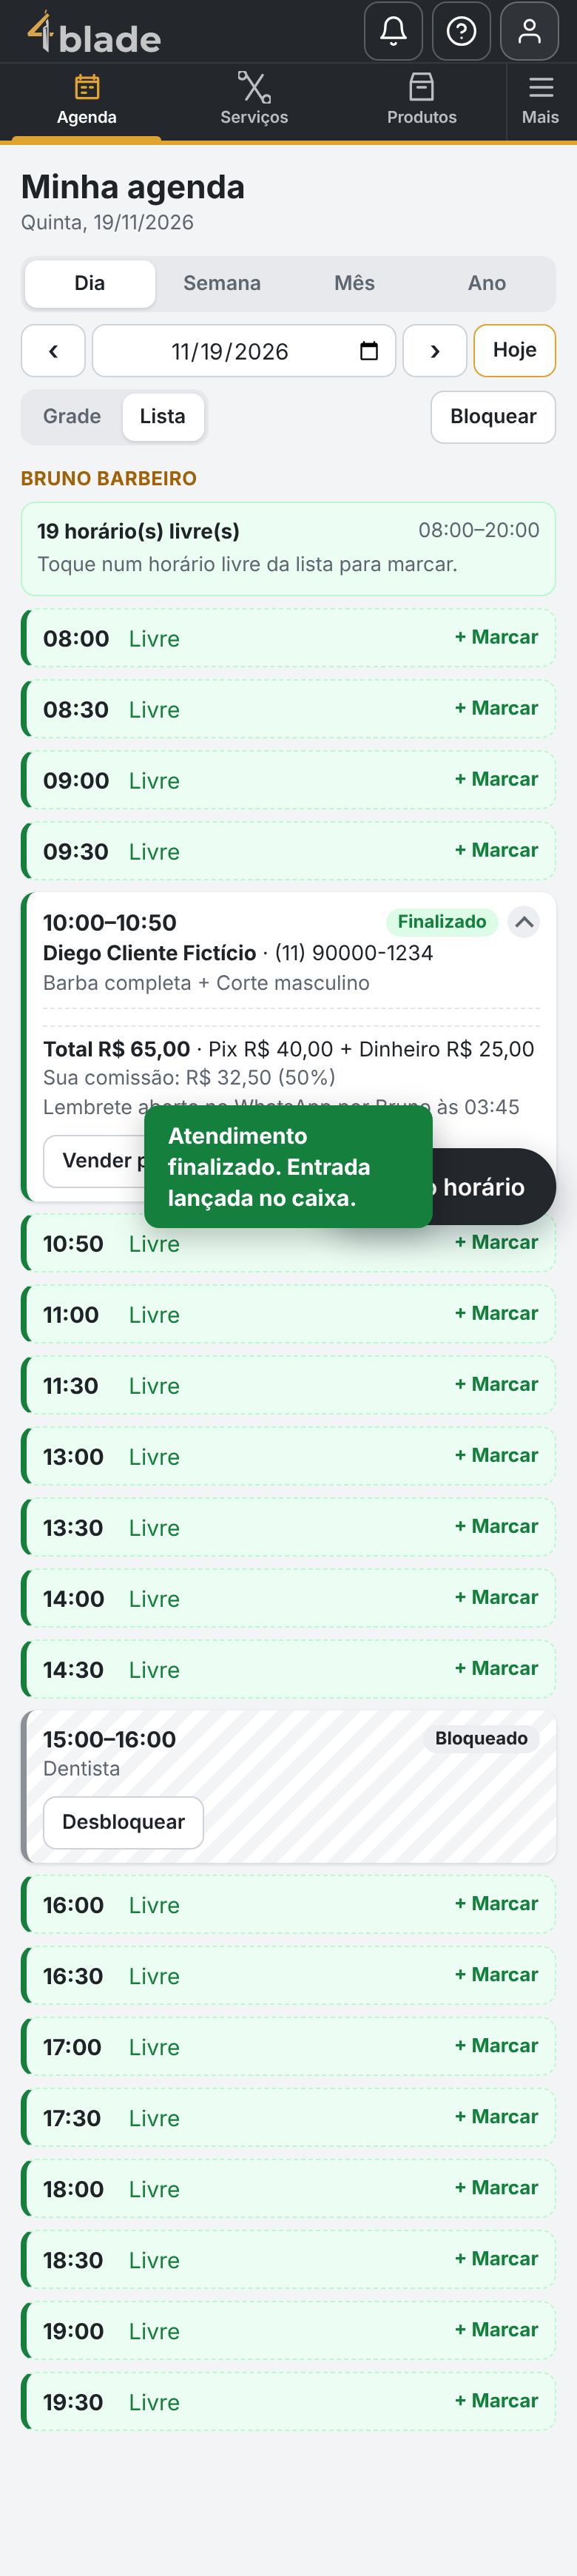 4blade
Agenda
Serviços
Produtos
Mais
Minha agenda
Quinta, 19/11/2026
Dia
Semana
Mês
Ano
‹
11/19/2026
›
Hoje
Grade
Lista
Bloquear
BRUNO BARBEIRO
19 horário(s) livre(s)
08:00–20:00
Toque num horário livre da lista para marcar.
08:00 Livre + Marcar
08:30 Livre + Marcar
09:00 Livre + Marcar
09:30 Livre + Marcar
10:00–10:50 Finalizado
Diego Cliente Fictício · (11) 90000-1234
Barba completa + Corte masculino
Total R$ 65,00 · Pix R$ 40,00 + Dinheiro R$ 25,00
Sua comissão: R$ 32,50 (50%)
Lembrete aberto no WhatsApp por Bruno às 03:45
Vender
Atendimento
finalizado. Entrada
lançada no caixa.
horário
10:50 Livre + Marcar
11:00 Livre + Marcar
11:30 Livre + Marcar
13:00 Livre + Marcar
13:30 Livre + Marcar
14:00 Livre + Marcar
14:30 Livre + Marcar
15:00–16:00 Bloqueado
Dentista
Desbloquear
16:00 Livre + Marcar
16:30 Livre + Marcar
17:00 Livre + Marcar
17:30 Livre + Marcar
18:00 Livre + Marcar
18:30 Livre + Marcar
19:00 Livre + Marcar
19:30 Livre + Marcar